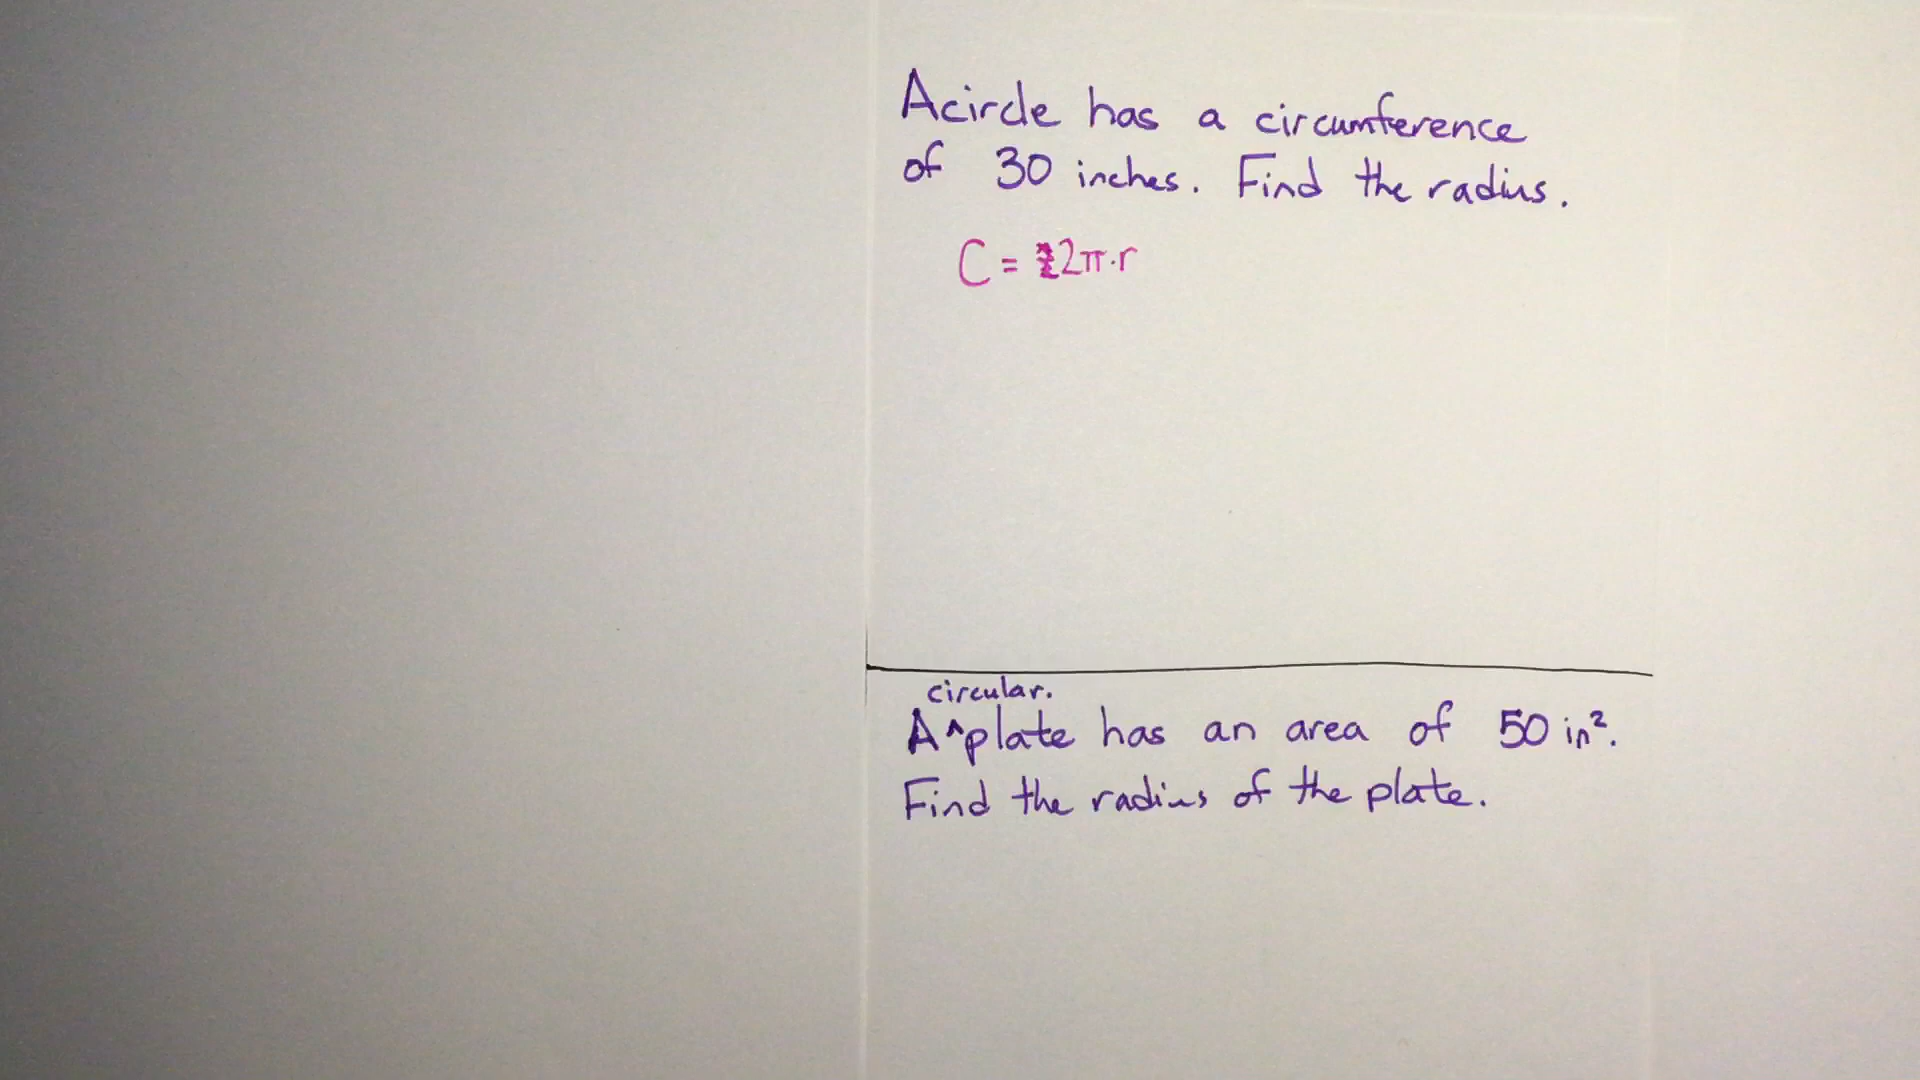 A circle has a circumference
of 30 inches. Find the radius.
C = 2π·r
circular.
A ^ plate has an area of 50 in².
Find the radius of the plate.